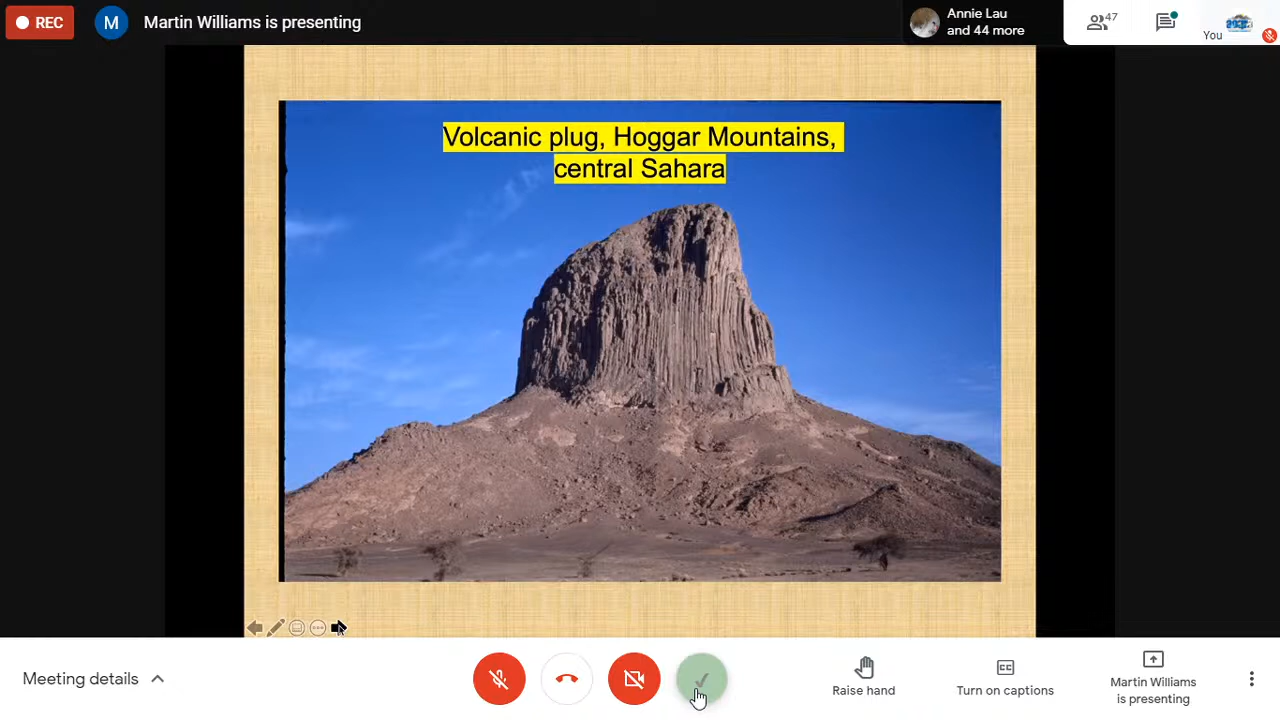 REC
M
Martin Williams is presenting
Annie Lau
and 44 more
47
You
Volcanic plug, Hoggar Mountains,
central Sahara
Meeting details
Raise hand
CC
Turn on captions
Martin Williams
is presenting